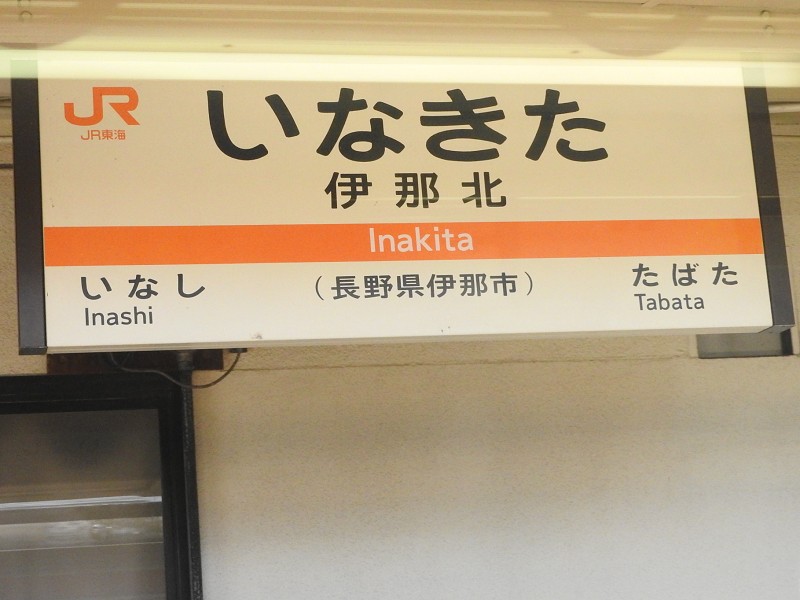 JR
JR東海
いなきた
伊那北
Inakita
いなし
Inashi
（長野県伊那市）
たばた
Tabata